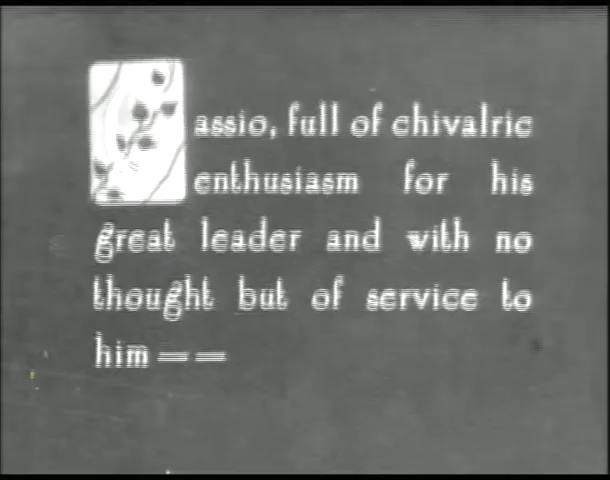 assio, full of chivalric
enthusiasm for his
great leader and with no
thought but of service to
him ——